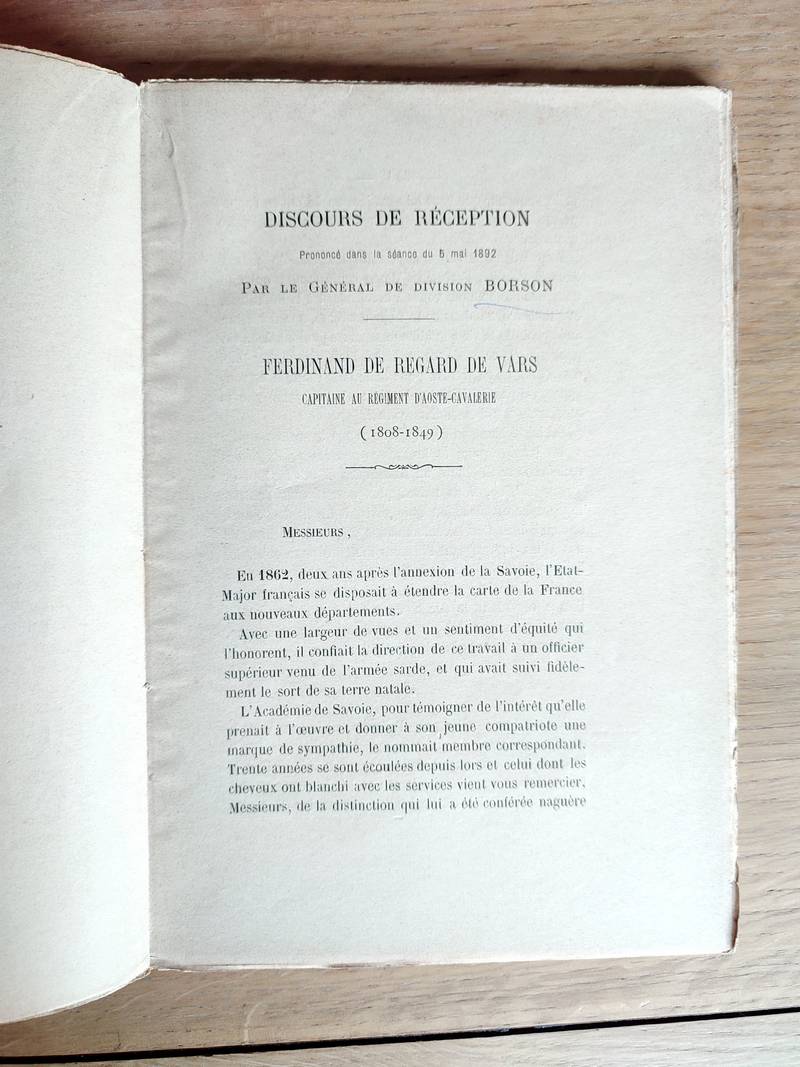 DISCOURS DE RÉCEPTION
Prononcé dans la séance du 5 mai 1892
PAR LE GÉNÉRAL DE DIVISION BORSON
FERDINAND DE REGARD DE VARS
CAPITAINE AU RÉGIMENT D'AOSTE-CAVALERIE
(1808-1849)
MESSIEURS,
En 1862, deux ans après l'annexion de la Savoie, l'Etat-
Major français se disposait à étendre la carte de la France
aux nouveaux départements.
Avec une largeur de vues et un sentiment d'équité qui
l'honorent, il confiait la direction de ce travail à un officier
supérieur venu de l'armée sarde, et qui avait suivi fidèle-
ment le sort de sa terre natale.
L'Académie de Savoie, pour témoigner de l'intérêt qu'elle
prenait à l'œuvre et donner à son jeune compatriote une
marque de sympathie, le nommait membre correspondant.
Trente années se sont écoulées depuis lors et celui dont les
cheveux ont blanchi avec les services vient vous remercier,
Messieurs, de la distinction qui lui a été conférée naguère